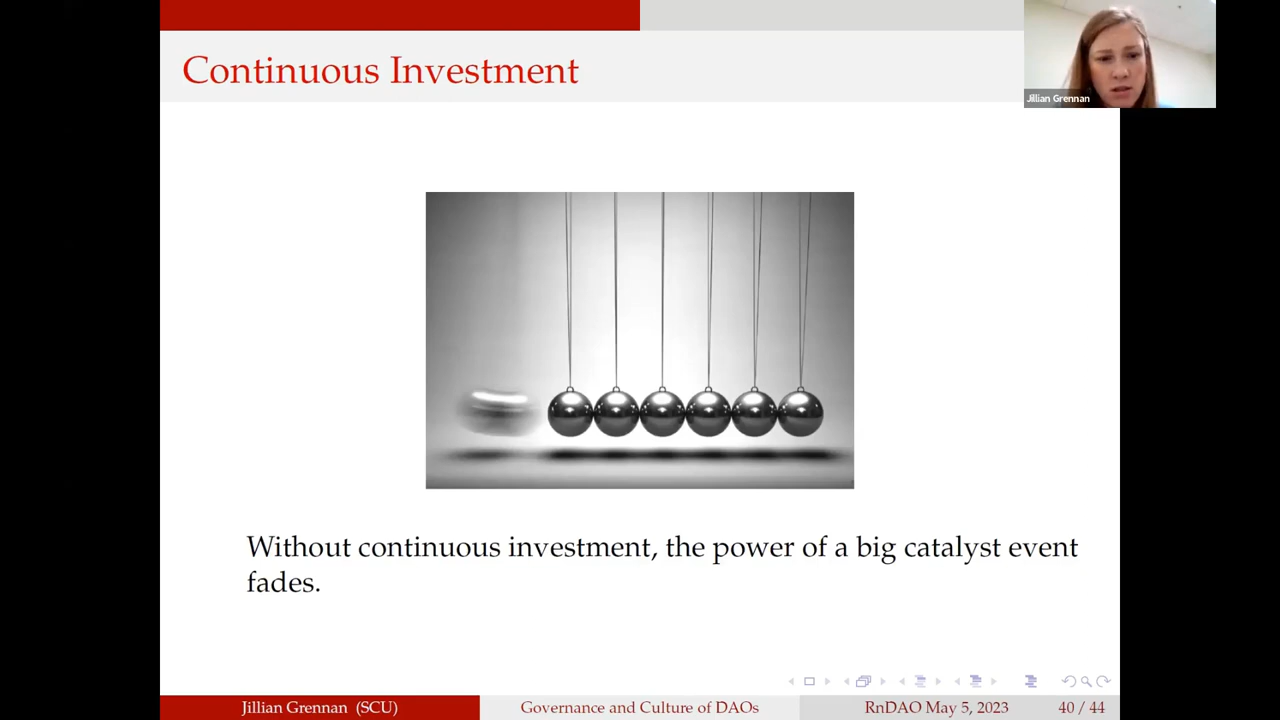 Continuous Investment
Jillian Grennan
Without continuous investment, the power of a big catalyst event
fades.
Jillian Grennan (SCU)
Governance and Culture of DAOs
RnDAO May 5, 2023
40 / 44